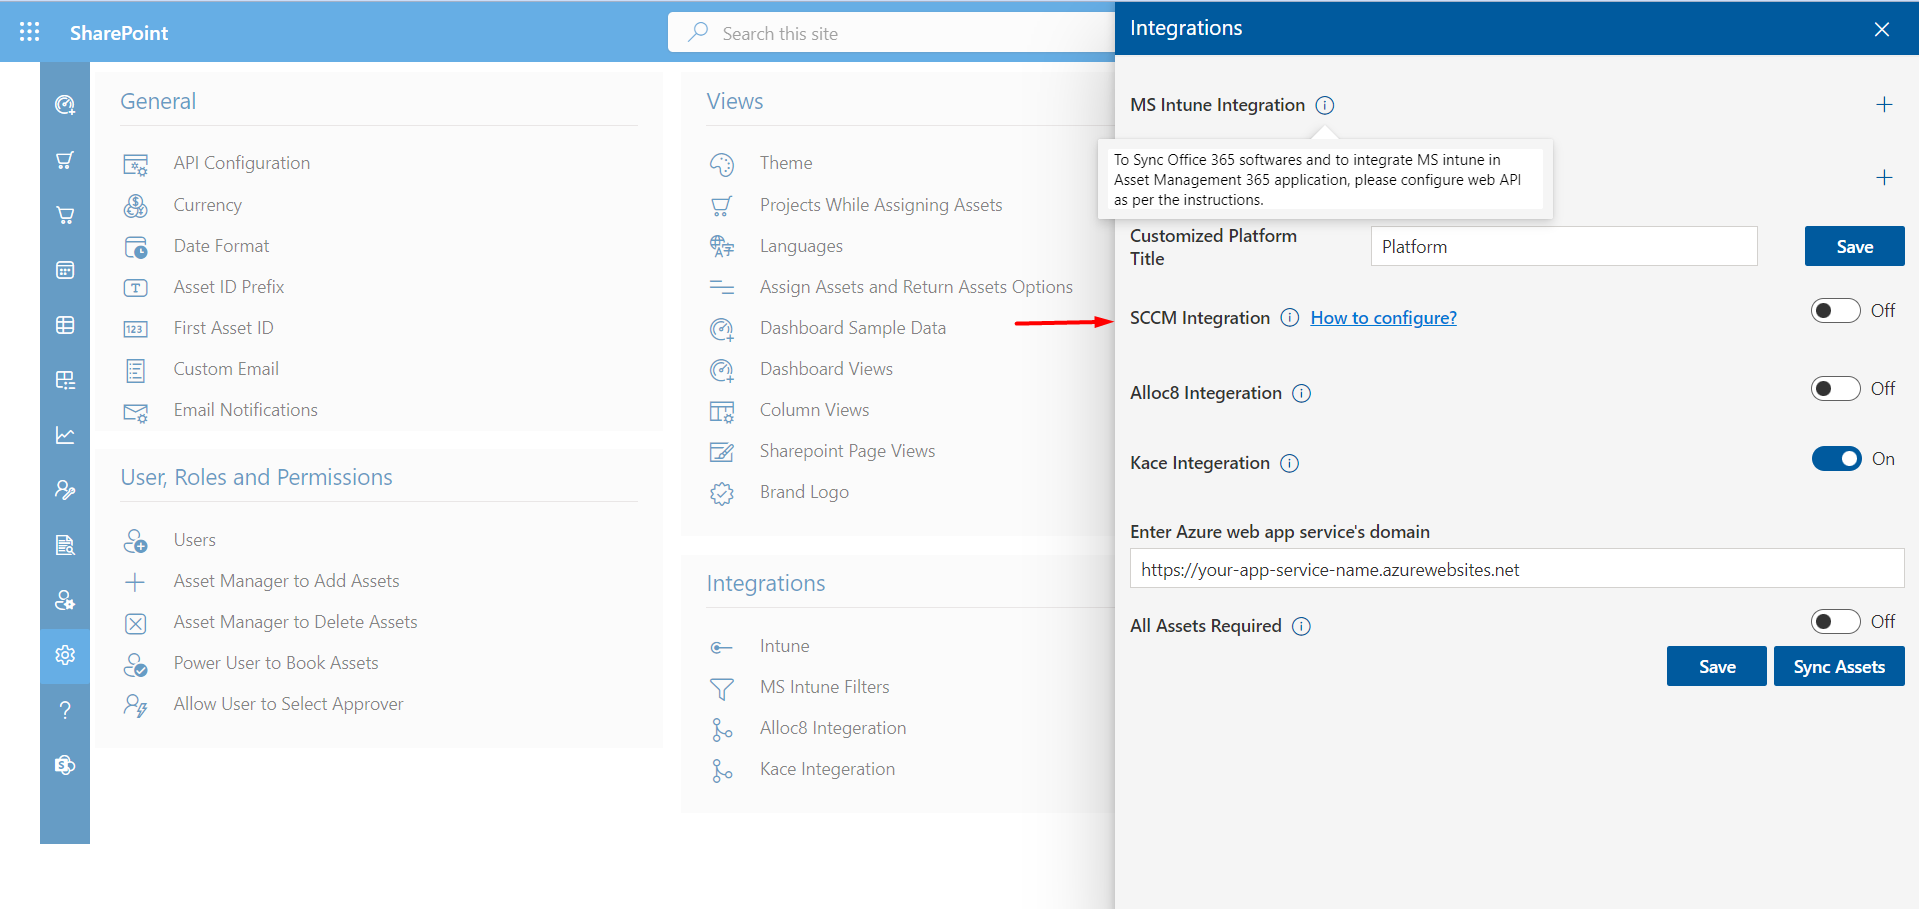 SharePoint
Search this site
General
API Configuration
Currency
Date Format
Asset ID Prefix
First Asset ID
Custom Email
Email Notifications
User, Roles and Permissions
Users
Asset Manager to Add Assets
Asset Manager to Delete Assets
Power User to Book Assets
Allow User to Select Approver
Views
Theme
Projects While Assigning Assets
Languages
Assign Assets and Return Assets Options
Dashboard Sample Data
Dashboard Views
Column Views
Sharepoint Page Views
Brand Logo
Integrations
Intune
MS Intune Filters
Alloc8 Integeration
Kace Integeration
Integrations
MS Intune Integration
To Sync Office 365 softwares and to integrate MS intune in
Asset Management 365 application, please configure web API
as per the instructions.
Customized Platform
Title
Platform
Save
SCCM Integration How to configure?
Off
Alloc8 Integeration
Off
Kace Integeration
On
Enter Azure web app service's domain
https://your-app-service-name.azurewebsites.net
All Assets Required
Off
Save
Sync Assets